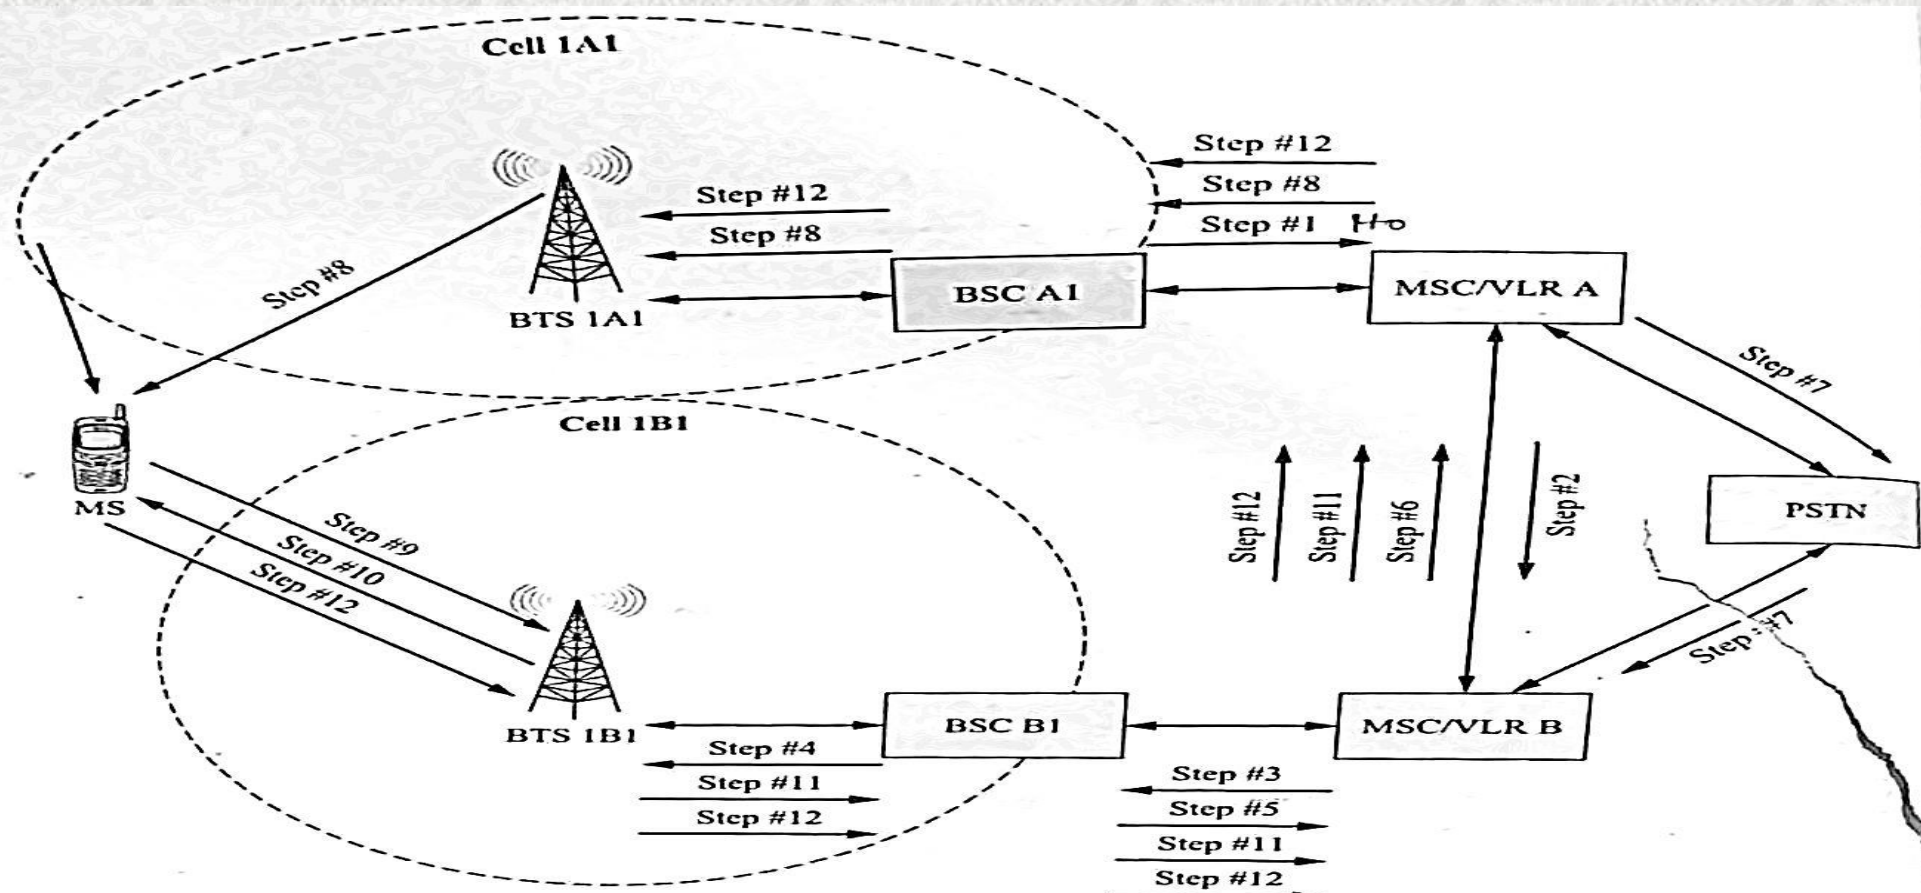 Cell 1A1
Step #12
Step #8
Step #1 Ho
Step #12
Step #8
Step #8
BTS 1A1
BSC A1
MSC/VLR A
Step #7
Cell 1B1
MS
Step #9
Step #10
Step #12
Step #12
Step #11
Step #6
Step #2
PSTN
Step #7
BTS 1B1
BSC B1
MSC/VLR B
Step #4
Step #11
Step #12
Step #3
Step #5
Step #11
Step #12